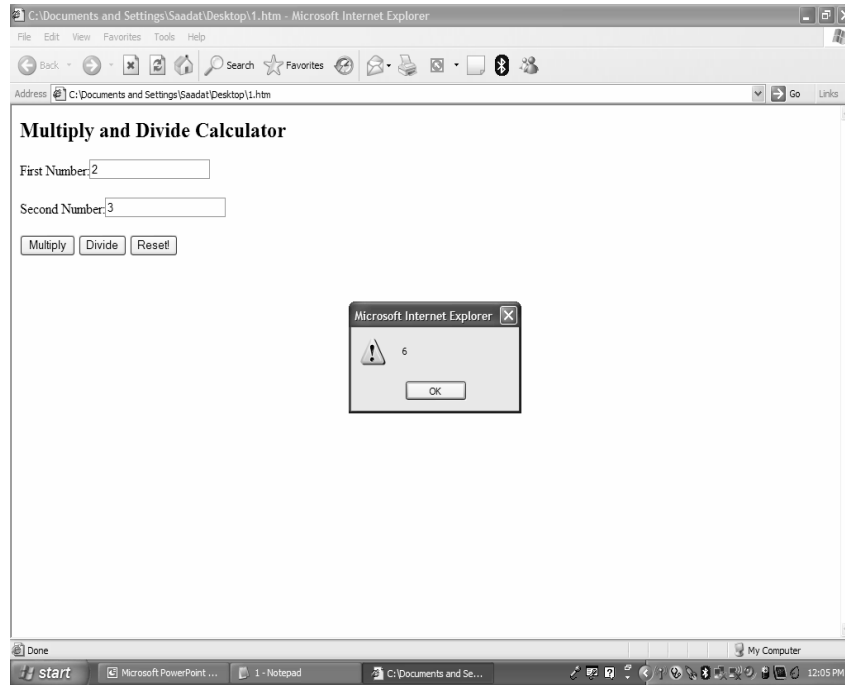 C:\Documents and Settings\Saadat\Desktop\1.htm - Microsoft Internet Explorer
File Edit View Favorites Tools Help
Back Search Favorites
Address C:\Documents and Settings\Saadat\Desktop\1.htm Go Links
Multiply and Divide Calculator
First Number:2
Second Number:3
Multiply Divide Reset!
Microsoft Internet Explorer
6
OK
Done My Computer
start Microsoft PowerPoint ... 1 - Notepad C:\Documents and Se... 12:05 PM